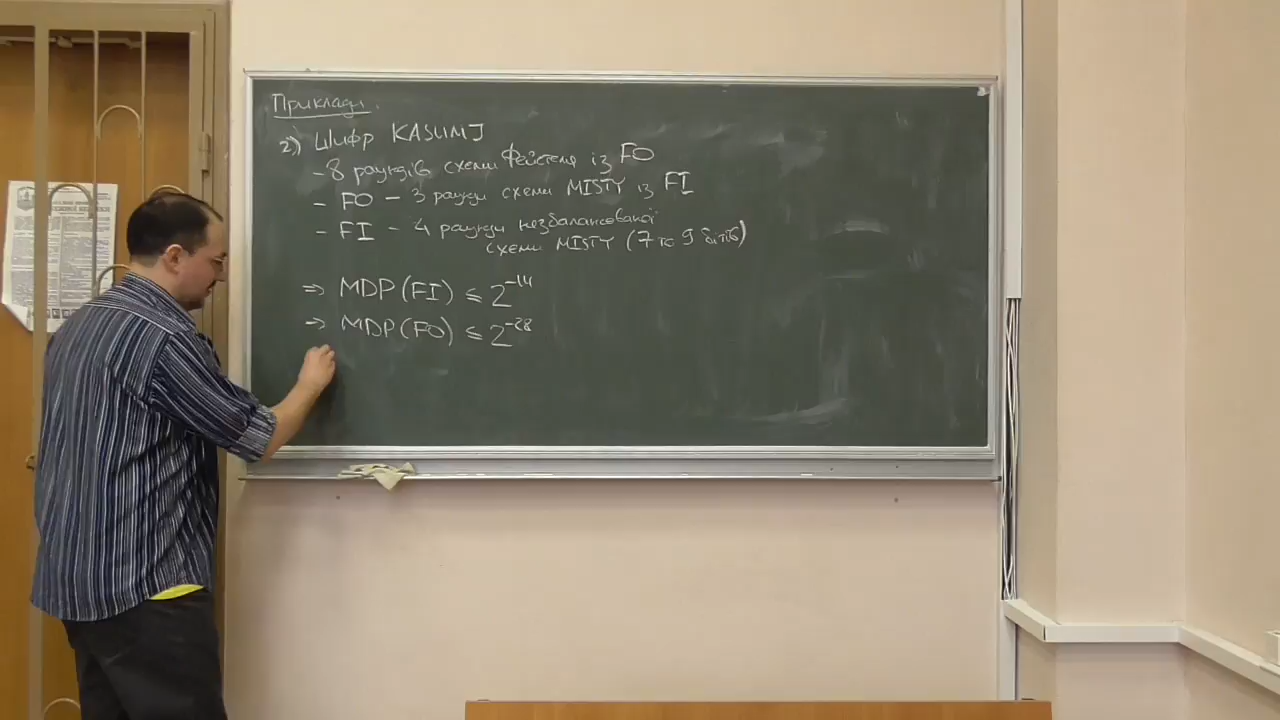 Приклади.
2) Шифр KASUMI
- 8 раундів схеми Фейстеля із FO
- FO - 3 раунди схеми MISTY із FI
- FI - 4 раунди незбалансованої
схеми MISTY (7 та 9 бітів)
⇒ MDP(FI) ≤ 2^-14
⇒ MDP(FO) ≤ 2^-28